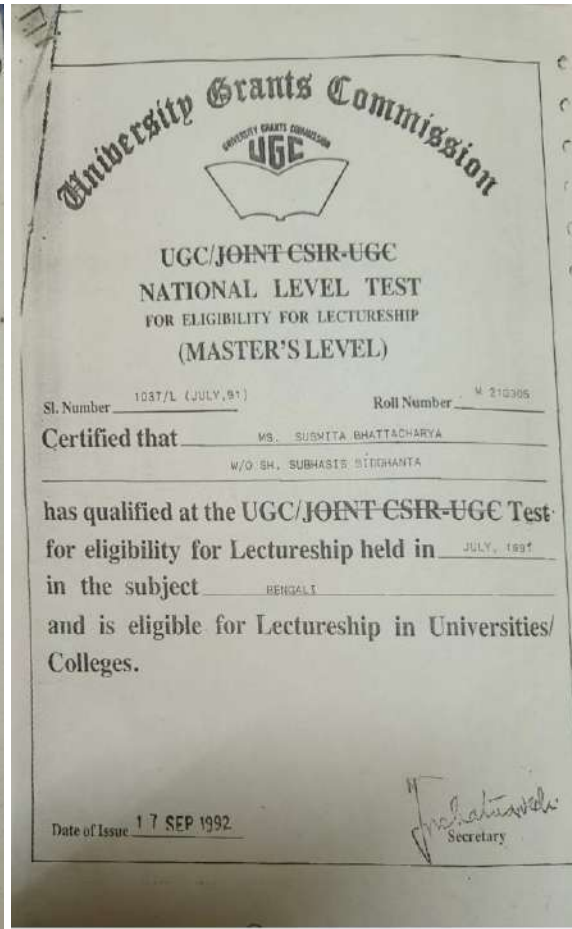 University Grants Commission
UNIVERSITY GRANTS COMMISSION
UGC
UGC/JOINT CSIR-UGC
NATIONAL LEVEL TEST
FOR ELIGIBILITY FOR LECTURESHIP
(MASTER'S LEVEL)
Sl. Number 1037/L (JULY,91) Roll Number
Certified that MS. SUSMITA BHATTACHARYA
W/O SH. SUBHASIS SIDDHANTA
has qualified at the UGC/JOINT CSIR-UGC Test
for eligibility for Lectureship held in JULY, 1991
in the subject BENGALI
and is eligible for Lectureship in Universities/
Colleges.
Date of Issue 17 SEP 1992
Secretary